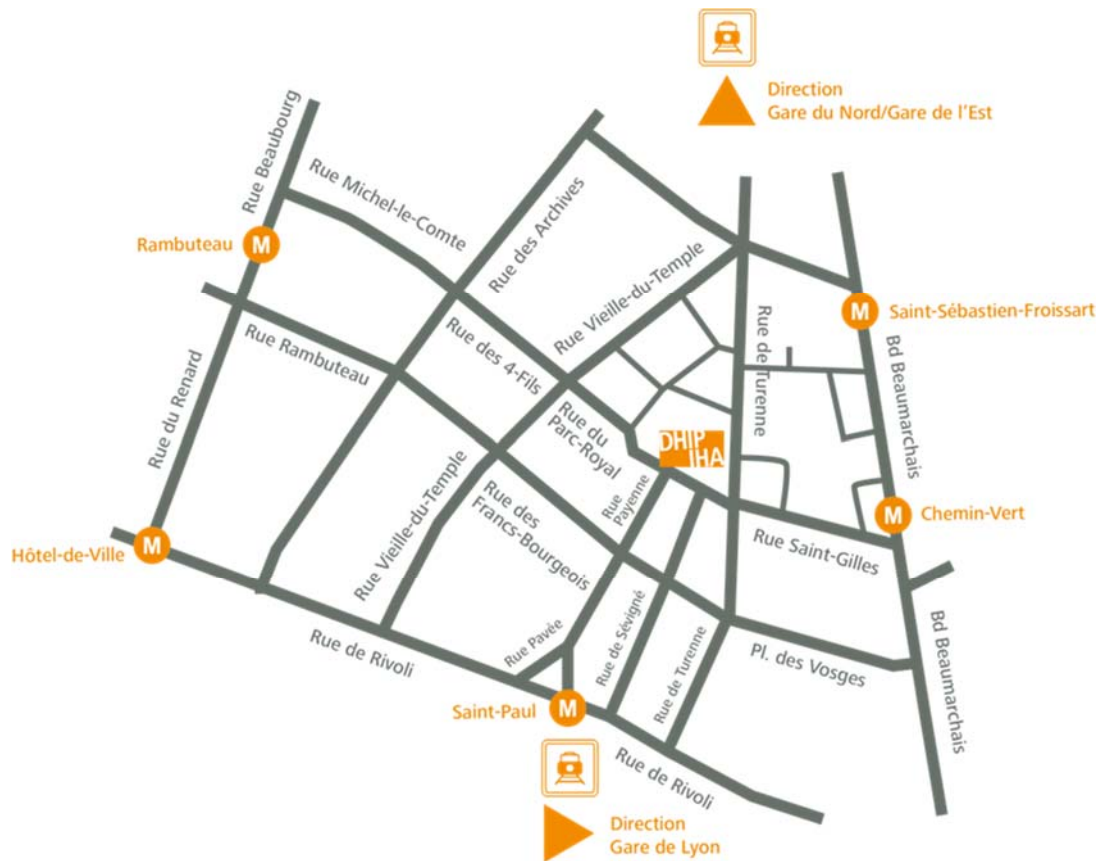 Direction
Gare du Nord/Gare de l'Est
Rue Beaubourg
Rue Michel-le-Comte
Rue des Archives
Rambuteau
M
Rue Vieille-du-Temple
Saint-Sébastien-Froissart
M
Rue Rambuteau
Rue des 4-Fils
Rue de Turenne
Bd Beaumarchais
Rue du Renard
Rue du
Parc-Royal
DHIP
IHA
Rue
Payenne
Rue Vieille-du-Temple
Rue des
Francs-Bourgeois
Chemin-Vert
M
Rue Saint-Gilles
Hôtel-de-Ville
M
Rue de Rivoli
Rue Pavée
Rue de Sévigné
Rue de Turenne
Pl. des Vosges
Bd Beaumarchais
Saint-Paul
M
Rue de Rivoli
Direction
Gare de Lyon